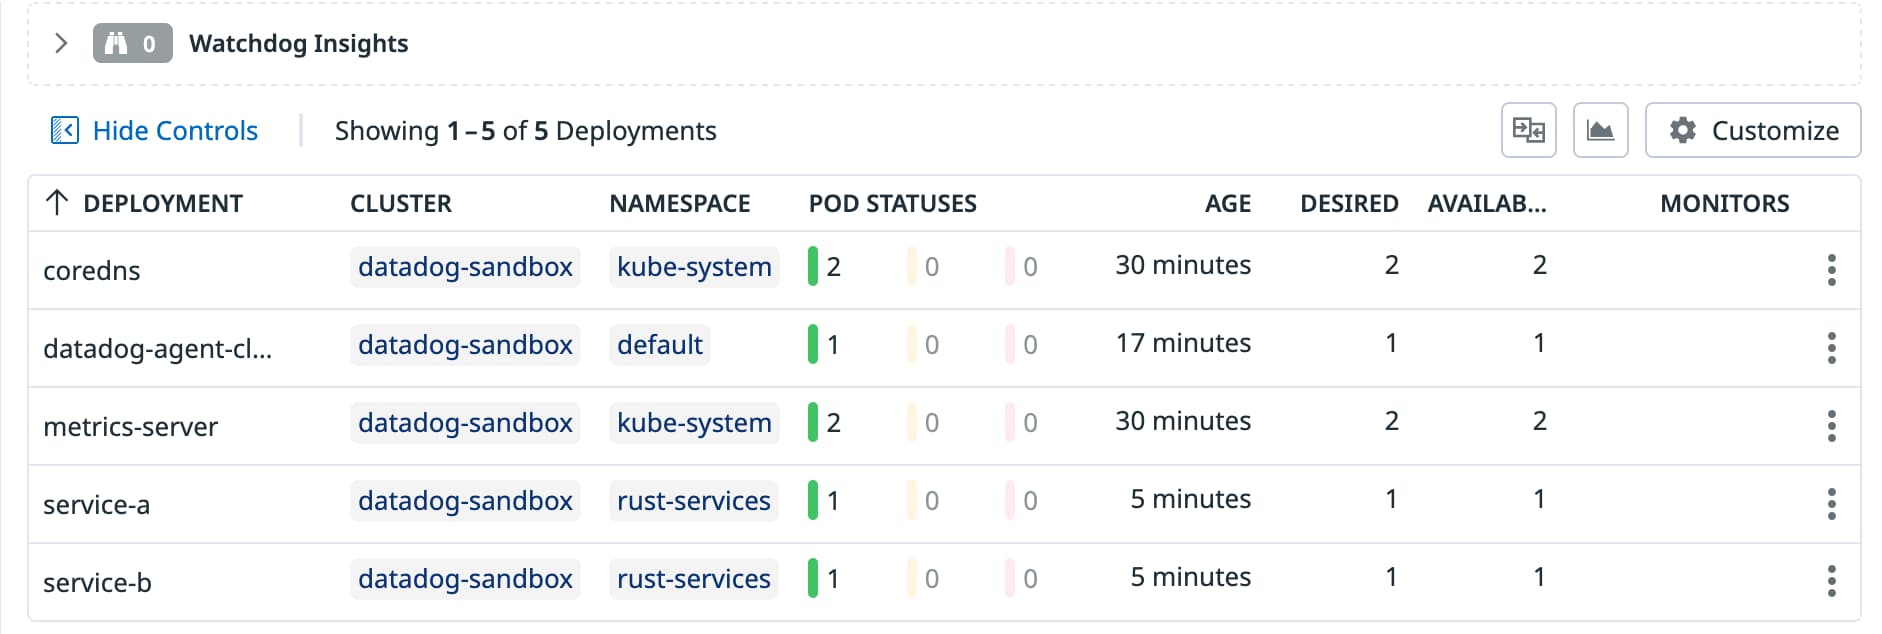 0 Watchdog Insights
Hide Controls Showing 1–5 of 5 Deployments Customize
DEPLOYMENT CLUSTER NAMESPACE POD STATUSES AGE DESIRED AVAILAB... MONITORS
coredns datadog-sandbox kube-system 2 0 0 30 minutes 2 2
datadog-agent-cl... datadog-sandbox default 1 0 0 17 minutes 1 1
metrics-server datadog-sandbox kube-system 2 0 0 30 minutes 2 2
service-a datadog-sandbox rust-services 1 0 0 5 minutes 1 1
service-b datadog-sandbox rust-services 1 0 0 5 minutes 1 1